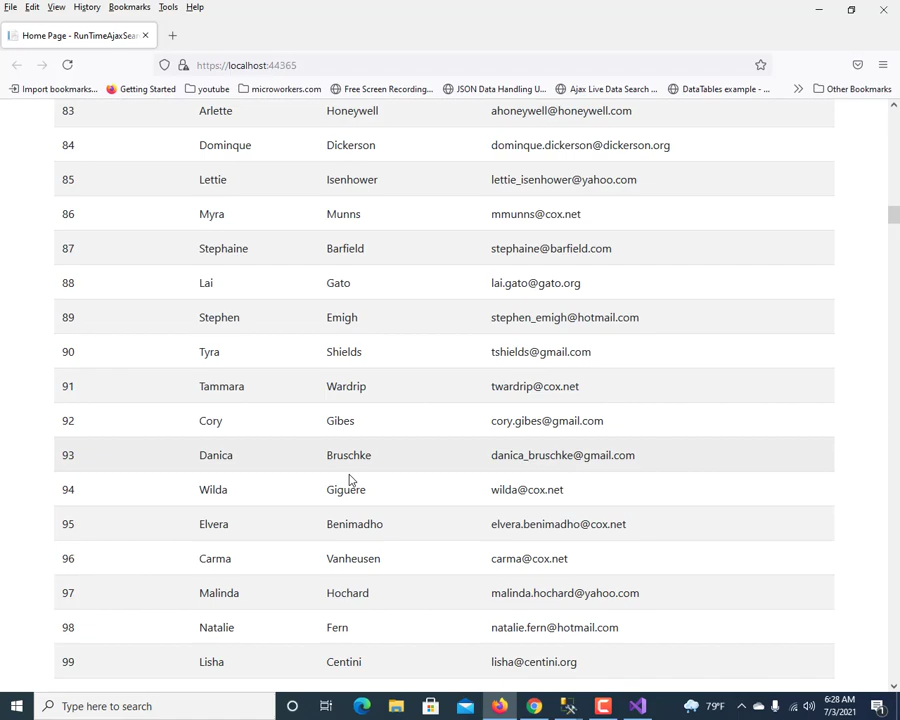 File Edit View History Bookmarks Tools Help
Home Page - RunTimeAjaxSear
https://localhost:44365
Import bookmarks... Getting Started youtube microworkers.com Free Screen Recording... JSON Data Handling U... Ajax Live Data Search ... DataTables example - ... Other Bookmarks
83 Arlette Honeywell ahoneywell@honeywell.com
84 Dominque Dickerson dominque.dickerson@dickerson.org
85 Lettie Isenhower lettie_isenhower@yahoo.com
86 Myra Munns mmunns@cox.net
87 Stephaine Barfield stephaine@barfield.com
88 Lai Gato lai.gato@gato.org
89 Stephen Emigh stephen_emigh@hotmail.com
90 Tyra Shields tshields@gmail.com
91 Tammara Wardrip twardrip@cox.net
92 Cory Gibes cory.gibes@gmail.com
93 Danica Bruschke danica_bruschke@gmail.com
94 Wilda Giguere wilda@cox.net
95 Elvera Benimadho elvera.benimadho@cox.net
96 Carma Vanheusen carma@cox.net
97 Malinda Hochard malinda.hochard@yahoo.com
98 Natalie Fern natalie.fern@hotmail.com
99 Lisha Centini lisha@centini.org
Type here to search
79°F
6:28 AM
7/3/2021
1